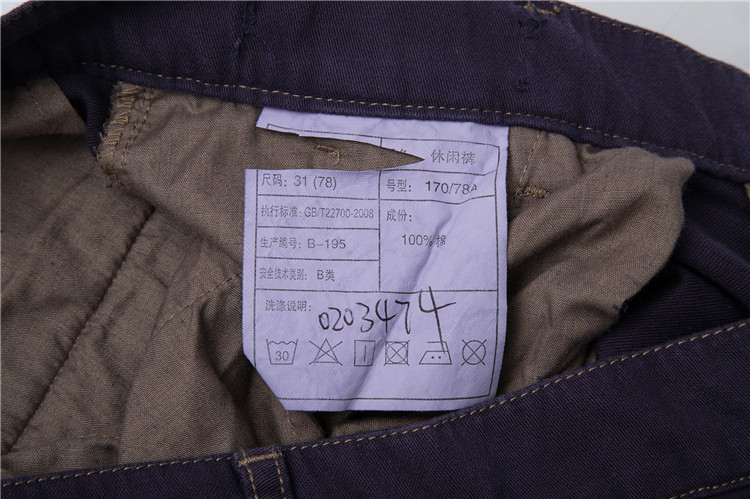 休闲裤
尺码: 31 (78)
号型: 170/78A
执行标准: GB/T22700-2008
成份:
100% 棉
生产编号: B-195
安全技术类别: B类
洗涤说明:
0203474
30